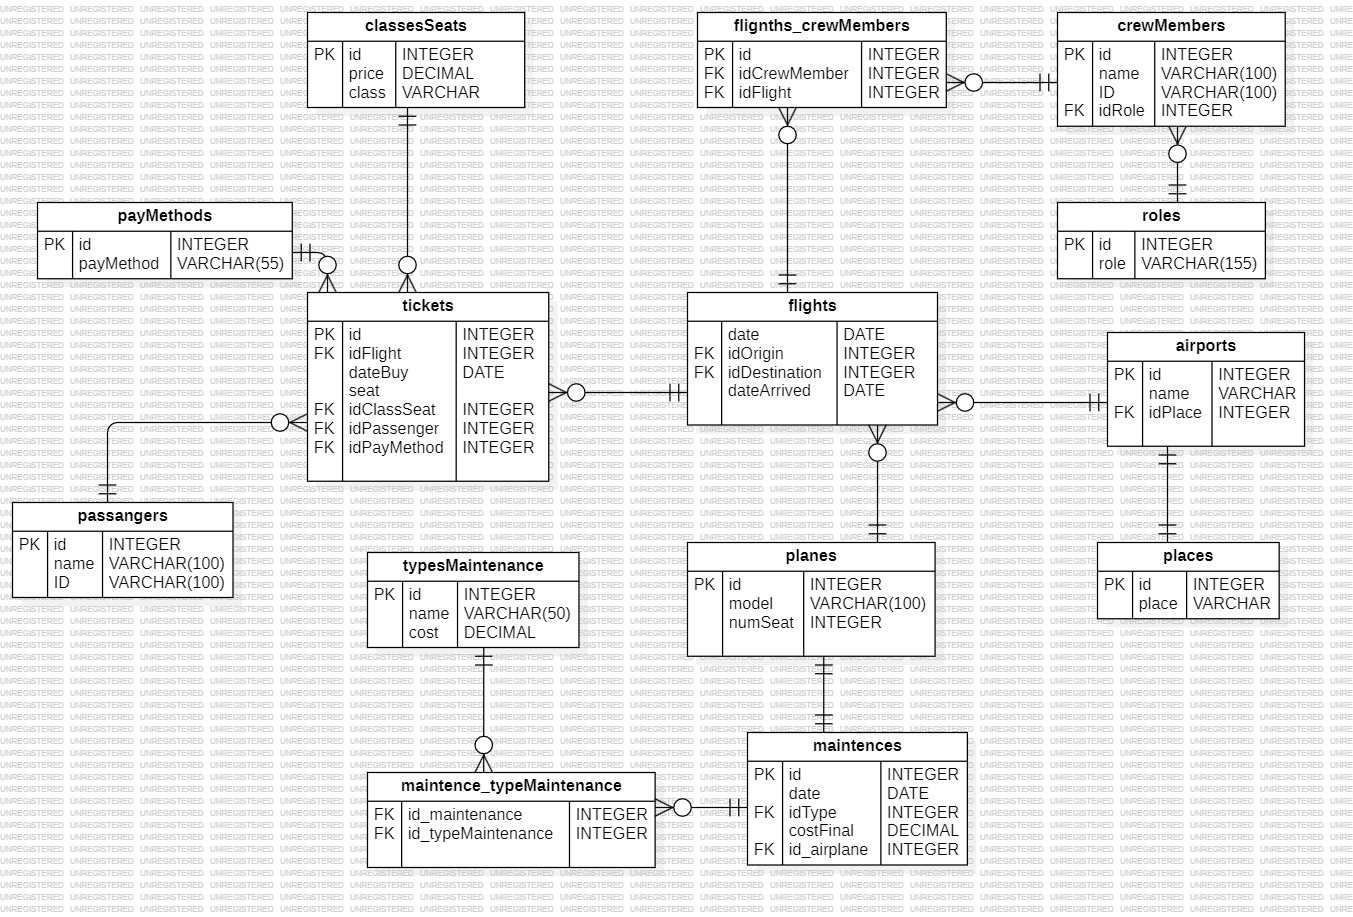 classesSeats
PK id INTEGER
price DECIMAL
class VARCHAR
flignths_crewMembers
PK id INTEGER
FK idCrewMember INTEGER
FK idFlight INTEGER
crewMembers
PK id INTEGER
name VARCHAR(100)
ID VARCHAR(100)
FK idRole INTEGER
payMethods
PK id INTEGER
payMethod VARCHAR(55)
roles
PK id INTEGER
role VARCHAR(155)
tickets
PK id INTEGER
FK idFlight INTEGER
dateBuy DATE
seat
FK idClassSeat INTEGER
FK idPassenger INTEGER
FK idPayMethod INTEGER
flights
date DATE
FK idOrigin INTEGER
FK idDestination INTEGER
dateArrived DATE
airports
PK id INTEGER
name VARCHAR
FK idPlace INTEGER
passangers
PK id INTEGER
name VARCHAR(100)
ID VARCHAR(100)
typesMaintenance
PK id INTEGER
name VARCHAR(50)
cost DECIMAL
planes
PK id INTEGER
model VARCHAR(100)
numSeat INTEGER
places
PK id INTEGER
place VARCHAR
maintences
PK id INTEGER
date DATE
FK idType INTEGER
costFinal DECIMAL
FK id_airplane INTEGER
maintence_typeMaintenance
FK id_maintenance INTEGER
FK id_typeMaintenance INTEGER
UNREGISTERED